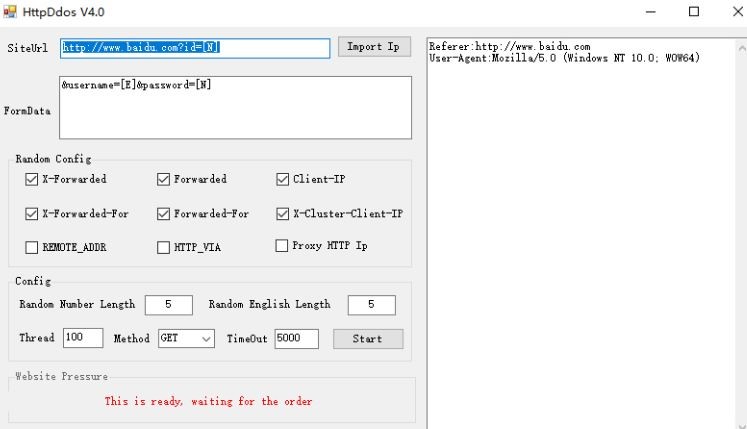 HttpDdos V4.0
SiteUrl http://www.baidu.com?id=[N] Import Ip
FormData &username=[E]&password=[N]
Referer:http://www.baidu.com
User-Agent:Mozilla/5.0 (Windows NT 10.0; WOW64)
Random Config
X-Forwarded Forwarded Client-IP
X-Forwarded-For Forwarded-For X-Cluster-Client-IP
REMOTE_ADDR HTTP_VIA Proxy HTTP Ip
Config
Random Number Length 5 Random English Length 5
Thread 100 Method GET TimeOut 5000 Start
Website Pressure
This is ready, waiting for the order